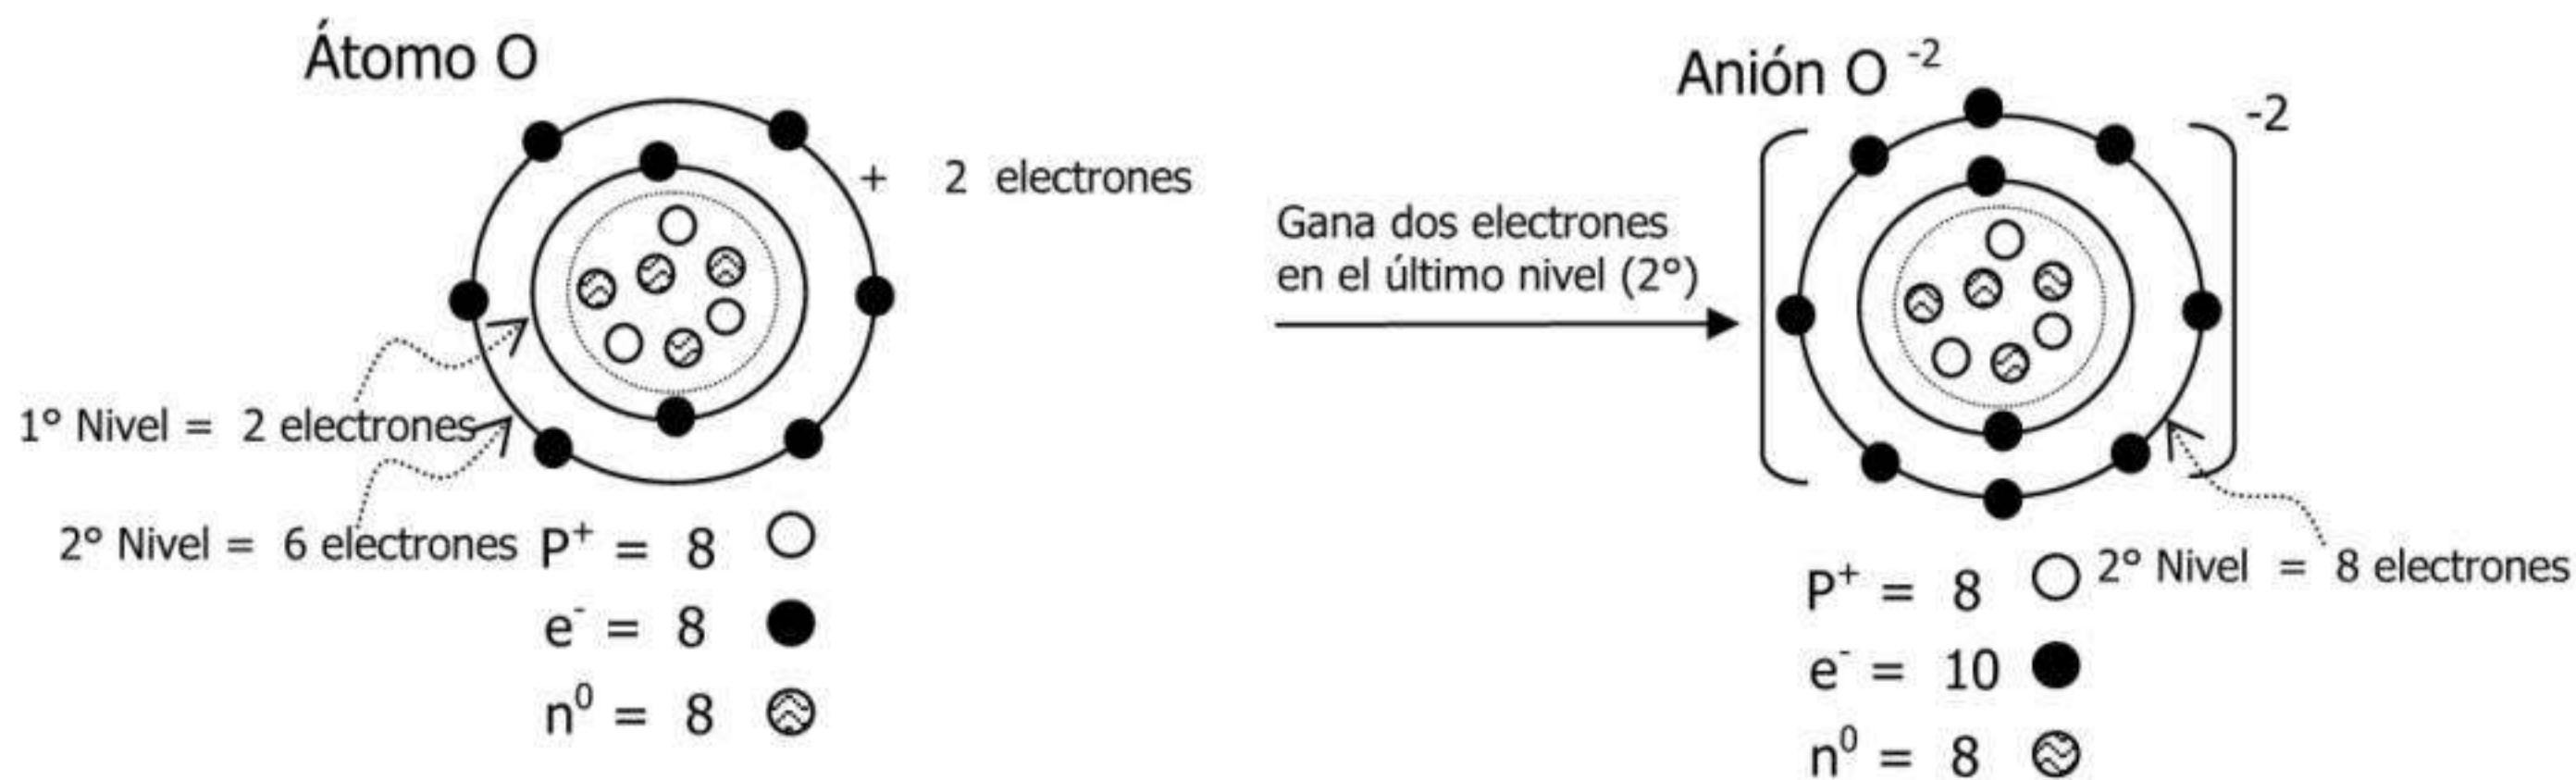 Átomo O
+ 2 electrones
1° Nivel = 2 electrones
2° Nivel = 6 electrones
P⁺ = 8
e⁻ = 8
n⁰ = 8
Gana dos electrones
en el último nivel (2°)
Anión O ⁻²
-2
2° Nivel = 8 electrones
P⁺ = 8
e⁻ = 10
n⁰ = 8